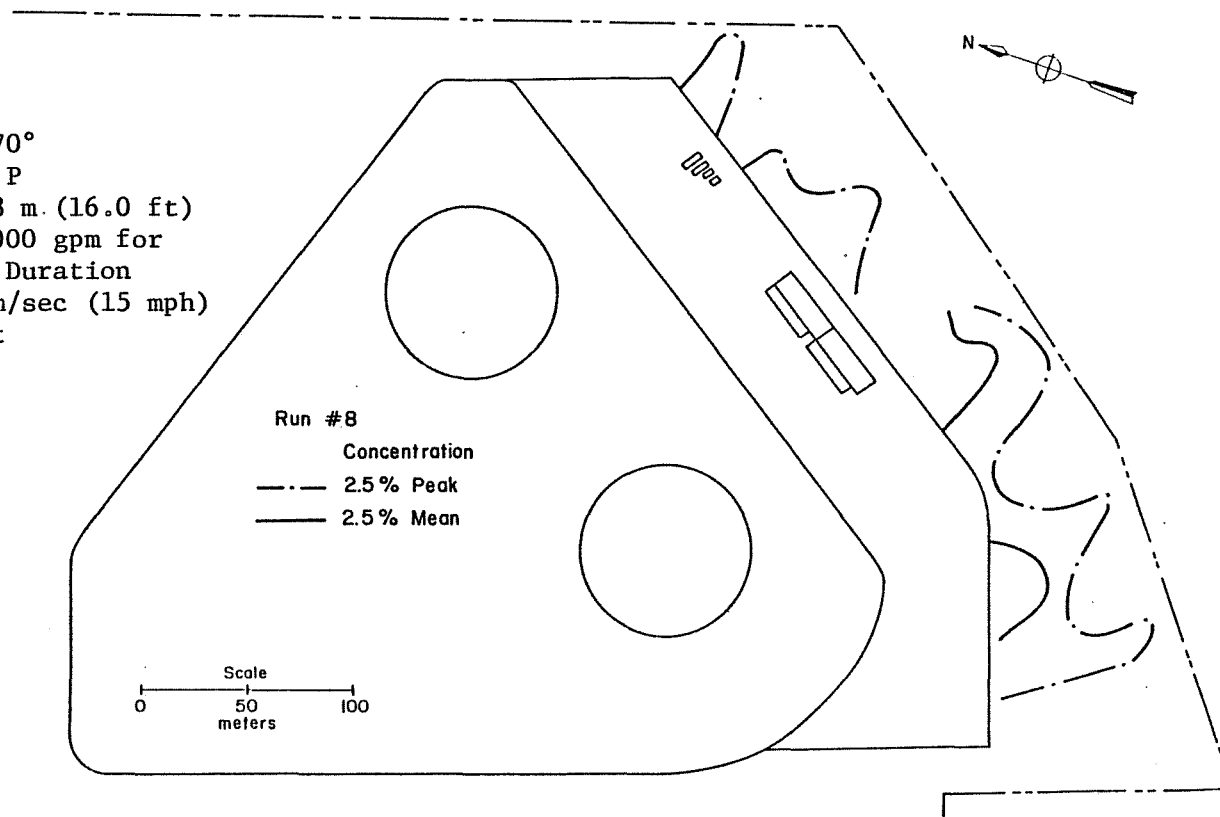 N
70°
P
8 m. (16.0 ft)
000 gpm for
Duration
m/sec (15 mph)
t
Run #8
Concentration
2.5% Peak
2.5% Mean
Scale
0 50 100
meters